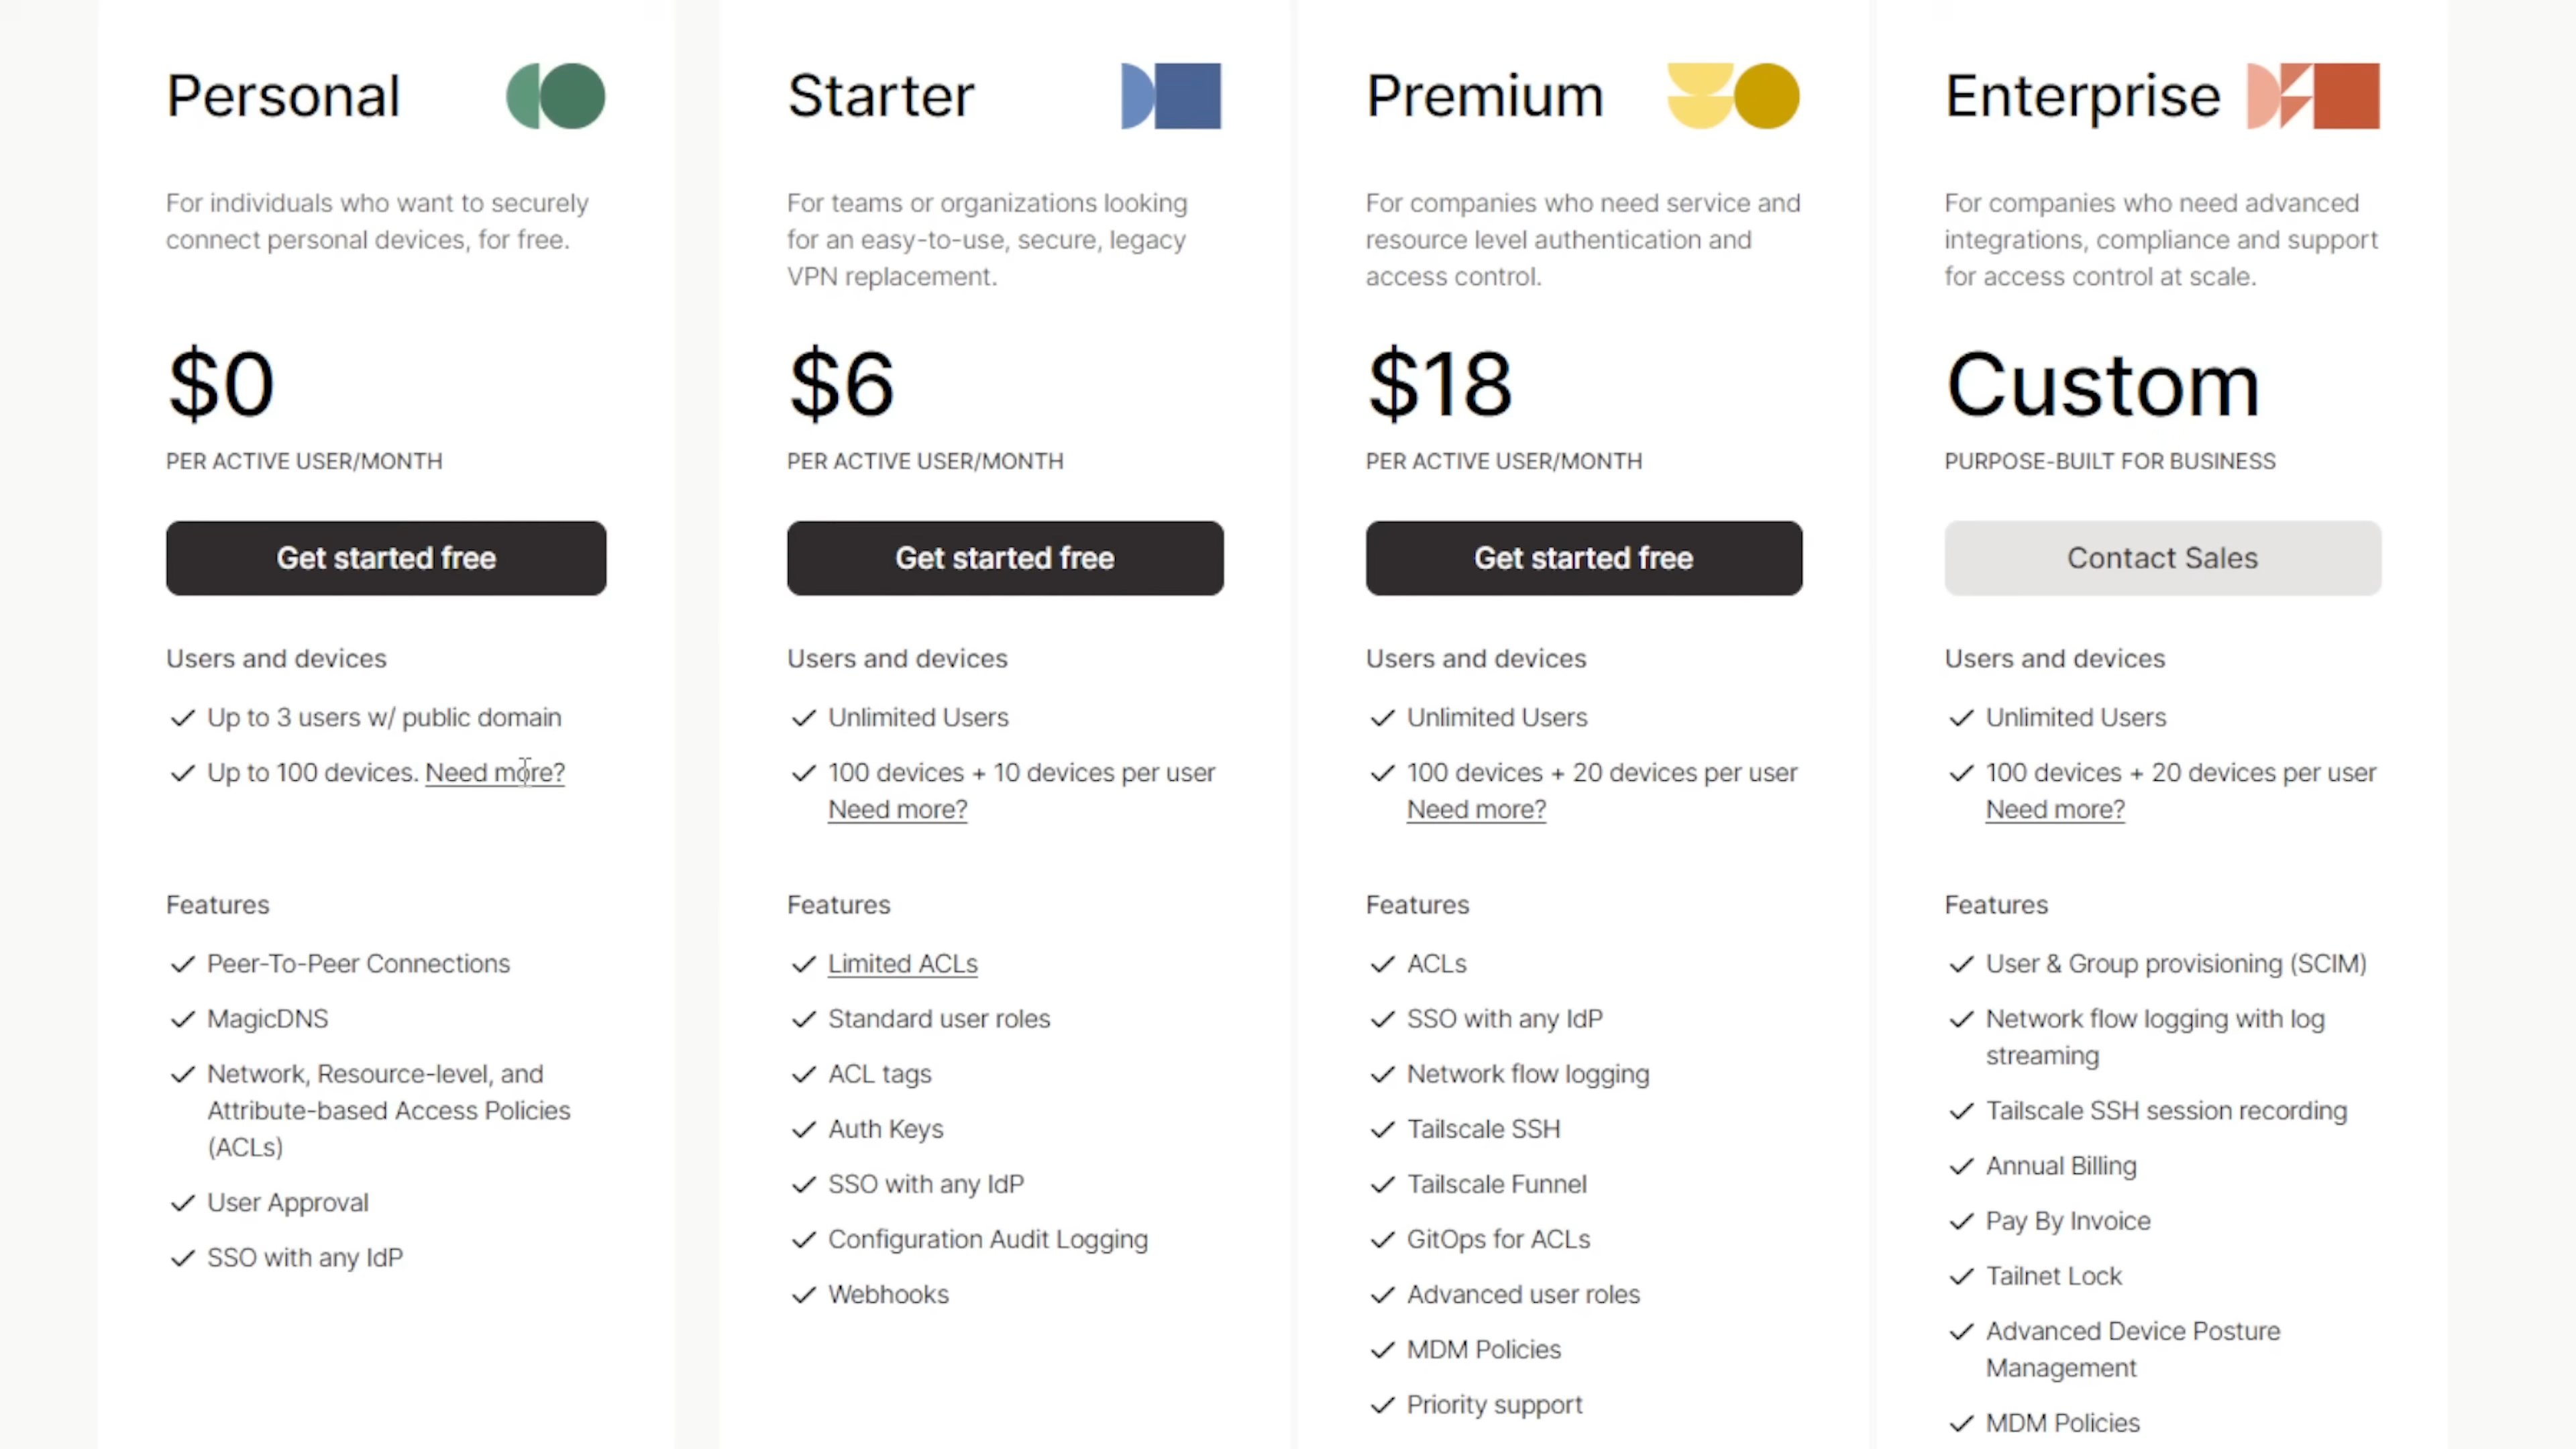 Personal
For individuals who want to securely
connect personal devices, for free.
$0
PER ACTIVE USER/MONTH
Get started free
Users and devices
Up to 3 users w/ public domain
Up to 100 devices. Need more?
Features
Peer-To-Peer Connections
MagicDNS
Network, Resource-level, and
Attribute-based Access Policies
(ACLs)
User Approval
SSO with any IdP
Starter
For teams or organizations looking
for an easy-to-use, secure, legacy
VPN replacement.
$6
PER ACTIVE USER/MONTH
Get started free
Users and devices
Unlimited Users
100 devices + 10 devices per user
Need more?
Features
Limited ACLs
Standard user roles
ACL tags
Auth Keys
SSO with any IdP
Configuration Audit Logging
Webhooks
Premium
For companies who need service and
resource level authentication and
access control.
$18
PER ACTIVE USER/MONTH
Get started free
Users and devices
Unlimited Users
100 devices + 20 devices per user
Need more?
Features
ACLs
SSO with any IdP
Network flow logging
Tailscale SSH
Tailscale Funnel
GitOps for ACLs
Advanced user roles
MDM Policies
Priority support
Enterprise
For companies who need advanced
integrations, compliance and support
for access control at scale.
Custom
PURPOSE-BUILT FOR BUSINESS
Contact Sales
Users and devices
Unlimited Users
100 devices + 20 devices per user
Need more?
Features
User & Group provisioning (SCIM)
Network flow logging with log
streaming
Tailscale SSH session recording
Annual Billing
Pay By Invoice
Tailnet Lock
Advanced Device Posture
Management
MDM Policies